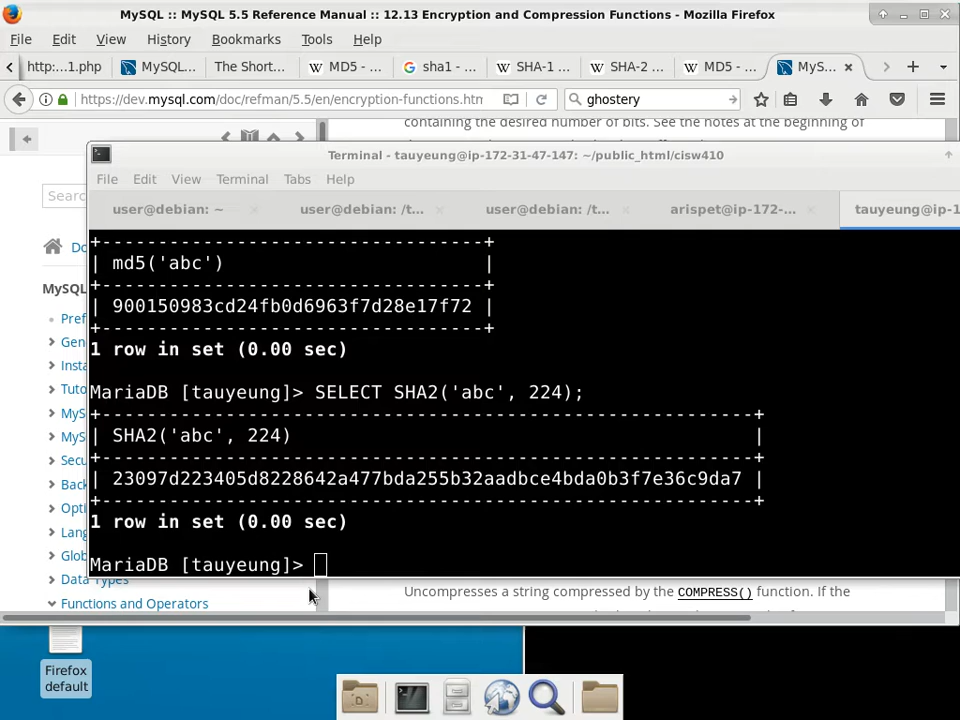 MySQL :: MySQL 5.5 Reference Manual :: 12.13 Encryption and Compression Functions - Mozilla Firefox
File Edit View History Bookmarks Tools Help
http:...1.php MySQL... The Short... MD5 - ... sha1 - ... SHA-1 ... SHA-2 ... MD5 - ... MyS...
https://dev.mysql.com/doc/refman/5.5/en/encryption-functions.htm ghostery
containing the desired number of bits. See the notes at the beginning of
Terminal - tauyeung@ip-172-31-47-147: ~/public_html/cisw410
File Edit View Terminal Tabs Help
user@debian: ~ user@debian: /t... user@debian: /t... arispet@ip-172-... tauyeung@ip-1
+----------------------------------+
| md5('abc') |
+----------------------------------+
| 900150983cd24fb0d6963f7d28e17f72 |
+----------------------------------+
1 row in set (0.00 sec)
MariaDB [tauyeung]> SELECT SHA2('abc', 224);
+----------------------------------------------------------+
| SHA2('abc', 224) |
+----------------------------------------------------------+
| 23097d223405d8228642a477bda255b32aadbce4bda0b3f7e36c9da7 |
+----------------------------------------------------------+
1 row in set (0.00 sec)
MariaDB [tauyeung]>
Searc
Do
MySQL
Pref
Gen
Insta
Tuto
MyS
MyS
Secu
Back
Opti
Lang
Glob
Data Types
Functions and Operators
Uncompresses a string compressed by the COMPRESS() function. If the
Firefox
default